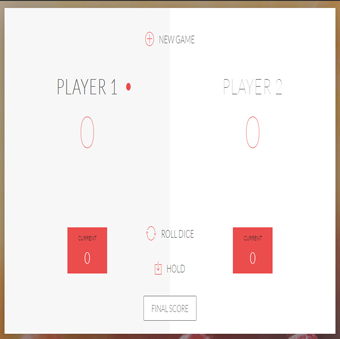 NEW GAME
PLAYER 1
PLAYER 2
0
0
CURRENT
0
CURRENT
0
ROLL DICE
HOLD
FINAL SCORE